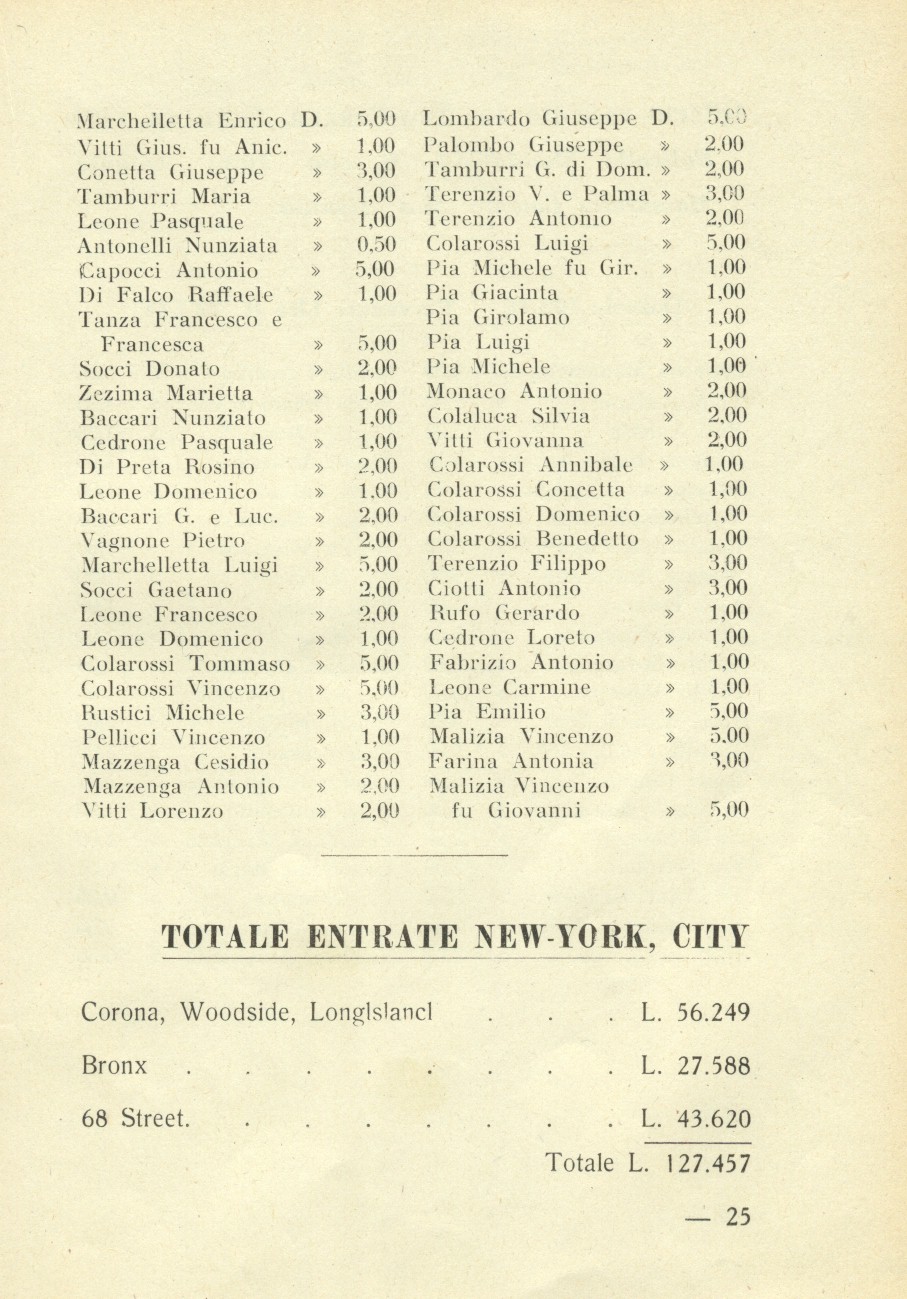 Marchelletta Enrico D. 5,00
Vitti Gius. fu Anic. » 1,00
Conetta Giuseppe » 3,00
Tamburri Maria » 1,00
Leone Pasquale » 1,00
Antonelli Nunziata » 0,50
Capocci Antonio » 5,00
Di Falco Raffaele » 1,00
Tanza Francesco e
Francesca » 5,00
Socci Donato » 2,00
Zezima Marietta » 1,00
Baccari Nunziato » 1,00
Cedrone Pasquale » 1,00
Di Preta Rosino » 2,00
Leone Domenico » 1,00
Baccari G. e Luc. » 2,00
Vagnone Pietro » 2,00
Marchelletta Luigi » 5,00
Socci Gaetano » 2,00
Leone Francesco » 2,00
Leone Domenico » 1,00
Colarossi Tommaso » 5,00
Colarossi Vincenzo » 5,00
Rustici Michele » 3,00
Pellicci Vincenzo » 1,00
Mazzenga Cesidio » 3,00
Mazzenga Antonio » 2,00
Vitti Lorenzo » 2,00
Lombardo Giuseppe D. 5,00
Palombo Giuseppe » 2,00
Tamburri G. di Dom. » 2,00
Terenzio V. e Palma » 3,00
Terenzio Antonio » 2,00
Colarossi Luigi » 5,00
Pia Michele fu Gir. » 1,00
Pia Giacinta » 1,00
Pia Girolamo » 1,00
Pia Luigi » 1,00
Pia Michele » 1,00
Monaco Antonio » 2,00
Colaluca Silvia » 2,00
Vitti Giovanna » 2,00
Colarossi Annibale » 1,00
Colarossi Concetta » 1,00
Colarossi Domenico » 1,00
Colarossi Benedetto » 1,00
Terenzio Filippo » 3,00
Ciotti Antonio » 3,00
Rufo Gerardo » 1,00
Cedrone Loreto » 1,00
Fabrizio Antonio » 1,00
Leone Carmine » 1,00
Pia Emilio » 5,00
Malizia Vincenzo » 5,00
Farina Antonia » 3,00
Malizia Vincenzo
fu Giovanni » 5,00
TOTALE ENTRATE NEW-YORK, CITY
Corona, Woodside, LongIslancl . . . L. 56.249
Bronx . . . . . . . . L. 27.588
68 Street. . . . . . . . L. 43.620
Totale L. 127.457
— 25